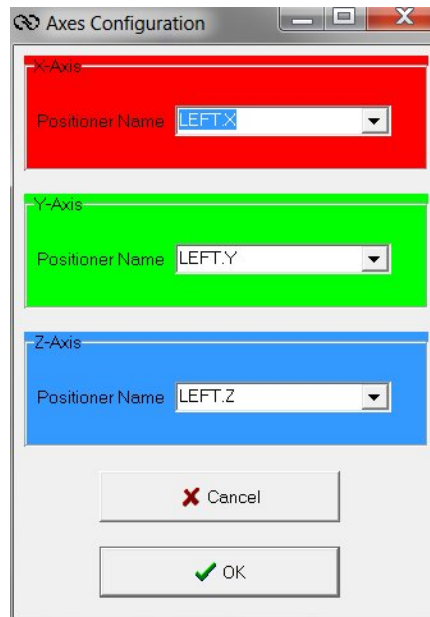 Axes Configuration
X-Axis
Positioner Name LEFT.X
Y-Axis
Positioner Name LEFT.Y
Z-Axis
Positioner Name LEFT.Z
Cancel
OK